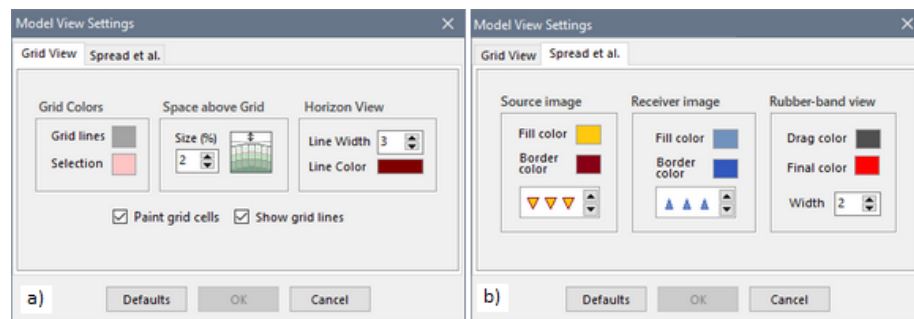 Model View Settings
Grid View Spread et al.
Grid Colors Space above Grid Horizon View
Grid lines Size (%) Line Width 3
Selection 2 Line Color
Paint grid cells Show grid lines
a) Defaults OK Cancel
Model View Settings
Grid View Spread et al.
Source image Receiver image Rubber-band view
Fill color Fill color Drag color
Border color Border color Final color
Width 2
b) Defaults OK Cancel